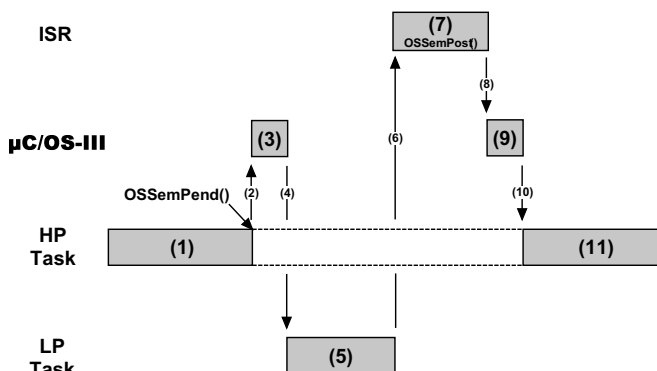 ISR
(7)
OSSemPost()
(8)
µC/OS-III
(3)
(6)
(9)
OSSemPend()
(2)
(4)
(10)
HP
Task
(1)
(11)
LP
Task
(5)